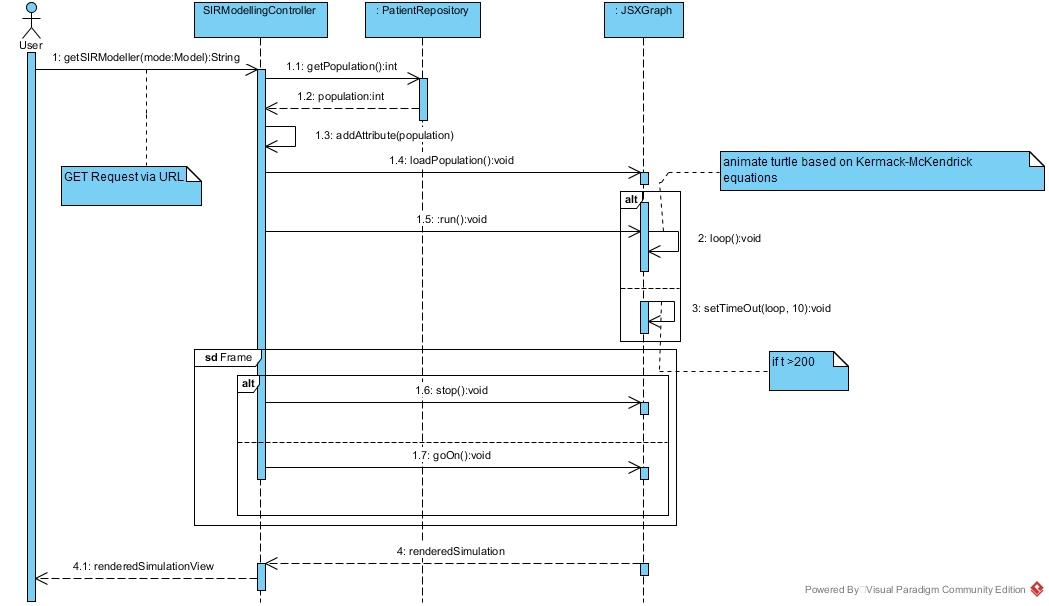 SIRModellingController
: PatientRepository
: JSXGraph
User
1: getSIRModeller(mode:Model):String
1.1: getPopulation():int
1.2: population:int
1.3: addAttribute(population)
1.4: loadPopulation():void
GET Request via URL
animate turtle based on Kermack-McKendrick
equations
alt
1.5: :run():void
2: loop():void
3: setTimeOut(loop, 10):void
sd Frame
if t >200
alt
1.6: stop():void
1.7: goOn():void
4: renderedSimulation
4.1: renderedSimulationView
Powered By Visual Paradigm Community Edition